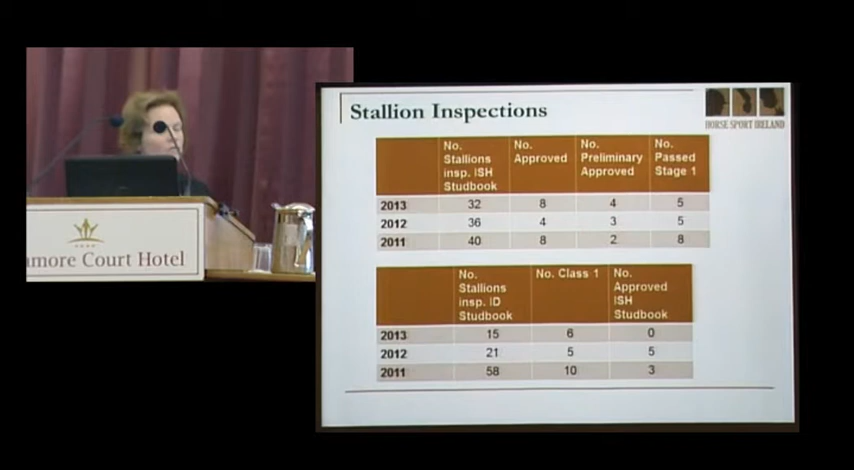 Stallion Inspections
HORSE SPORT IRELAND
No. Stallions insp. ISH Studbook No. Approved No. Preliminary Approved No. Passed Stage 1
2013 32 8 4 5
2012 36 4 3 5
2011 40 8 2 8
No. Stallions insp. ID Studbook No. Class 1 No. Approved ISH Studbook
2013 15 6 0
2012 21 5 5
2011 58 10 3
more Court Hotel